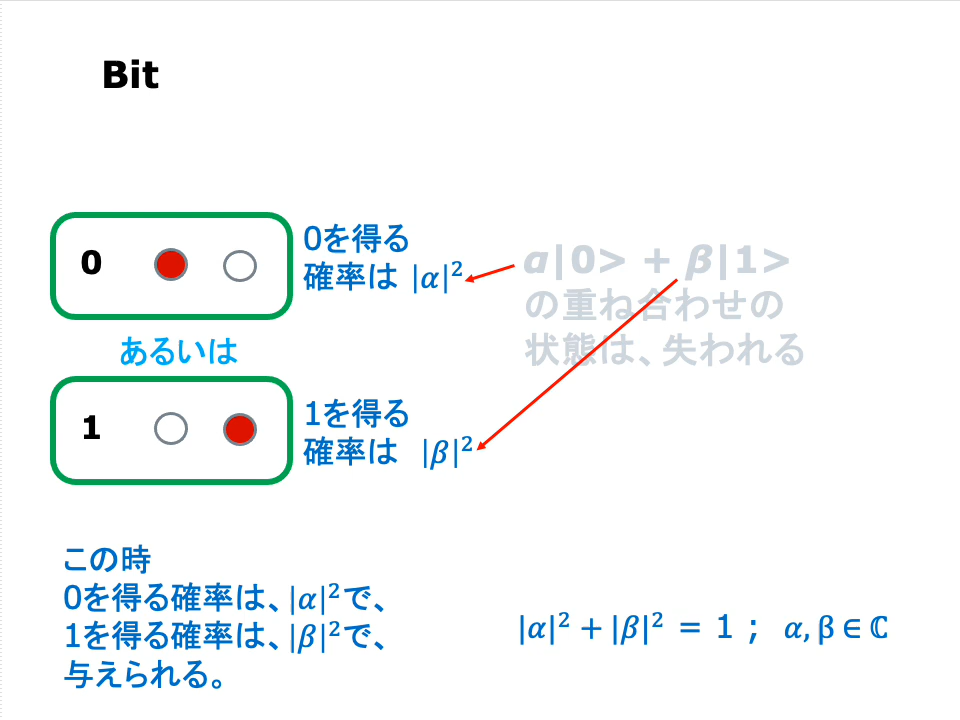 Bit
0
0を得る
確率は |α|²
α|0> + β|1>
の重ね合わせの
状態は、失われる
あるいは
1
1を得る
確率は |β|²
この時
0を得る確率は、|α|²で、
1を得る確率は、|β|²で、
与えられる。
|α|² + |β|² = 1 ; α, β ∈ ℂ